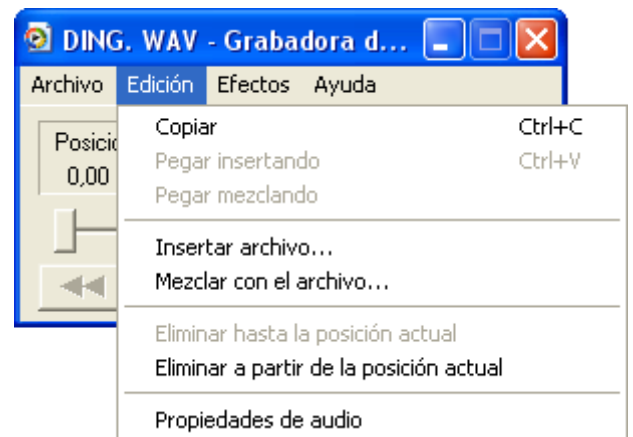 DING. WAV - Grabadora d...
Archivo Edición Efectos Ayuda
Copiar Ctrl+C
Pegar insertando Ctrl+V
Pegar mezclando
0,00
Insertar archivo...
Mezclar con el archivo...
Eliminar hasta la posición actual
Eliminar a partir de la posición actual
Propiedades de audio